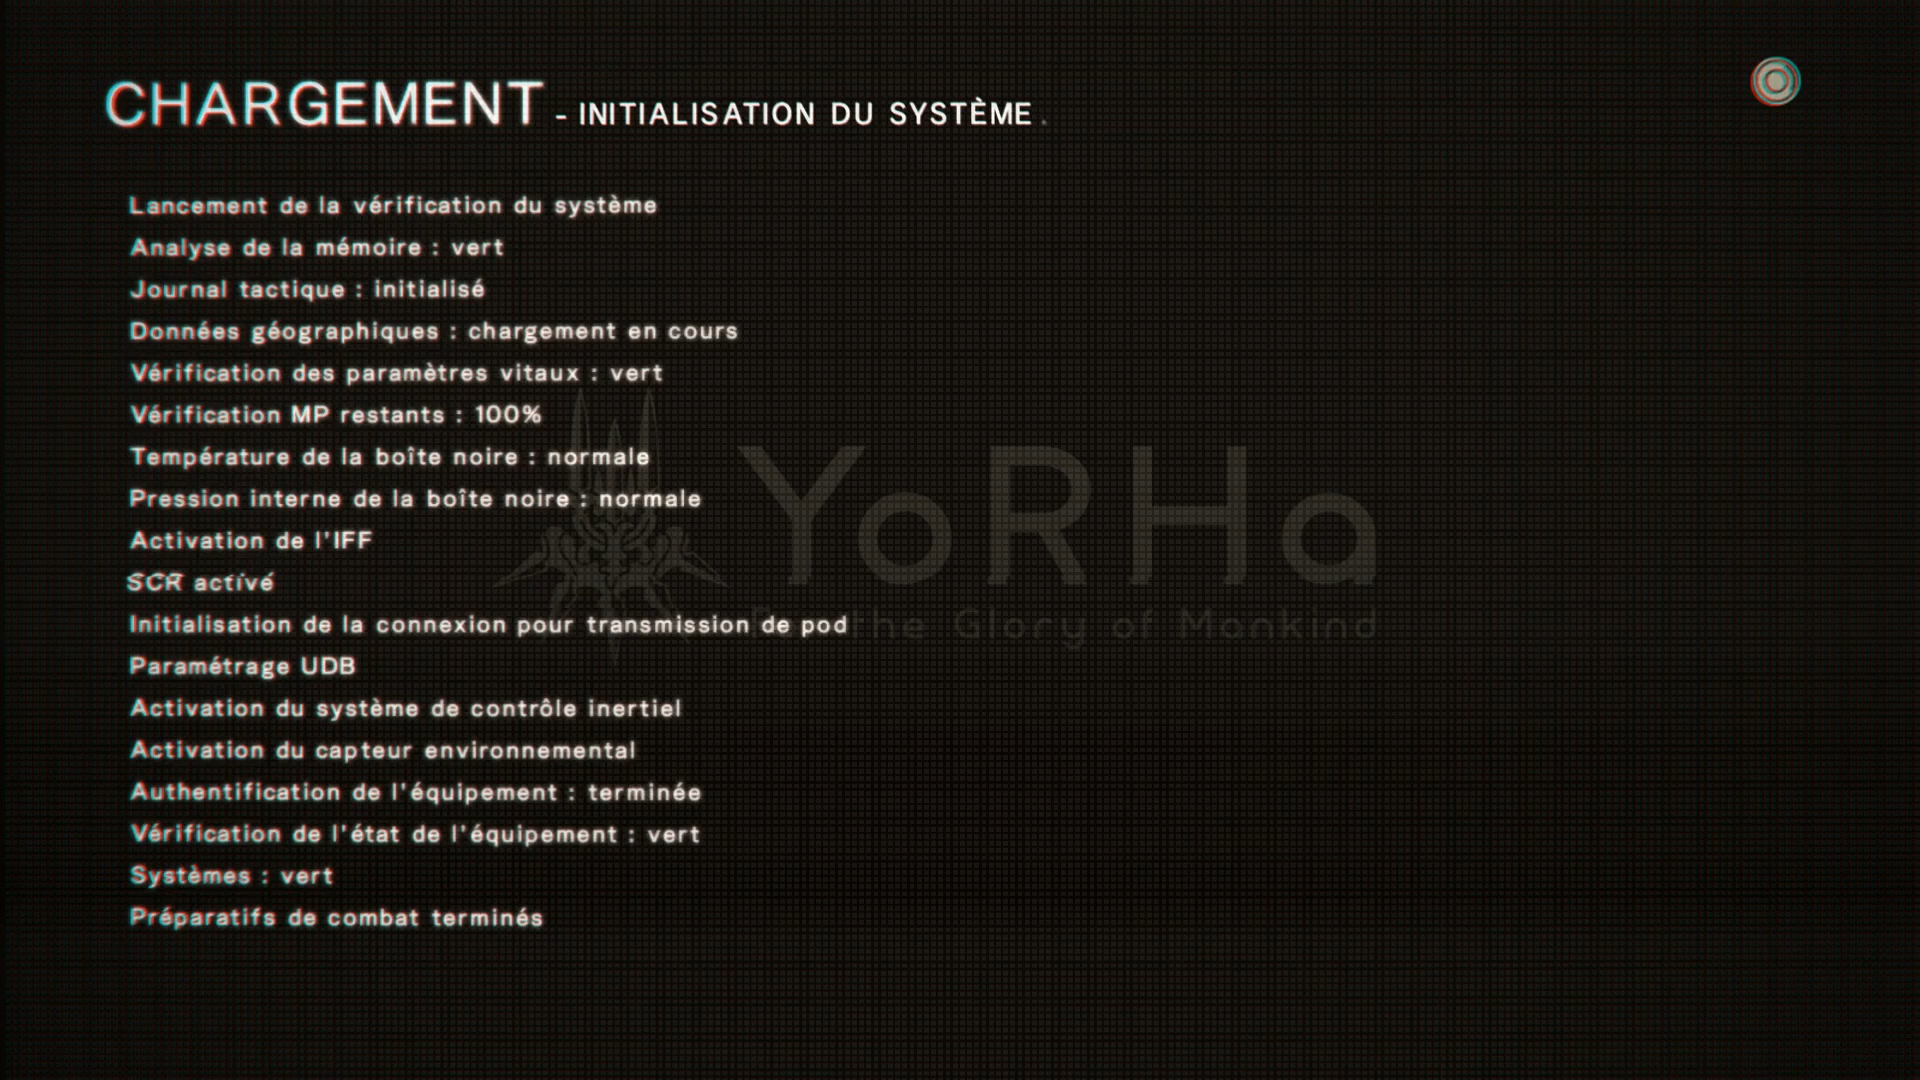 CHARGEMENT - INITIALISATION DU SYSTÈME .
Lancement de la vérification du système
Analyse de la mémoire : vert
Journal tactique : initialisé
Données géographiques : chargement en cours
Vérification des paramètres vitaux : vert
Vérification MP restants : 100%
Température de la boîte noire : normale
Pression interne de la boîte noire : normale
Activation de l'IFF
SCR activé
Initialisation de la connexion pour transmission de pod
Paramétrage UDB
Activation du système de contrôle inertiel
Activation du capteur environnemental
Authentification de l'équipement : terminée
Vérification de l'état de l'équipement : vert
Systèmes : vert
Préparatifs de combat terminés
YoRHa
the Glory of Mankind